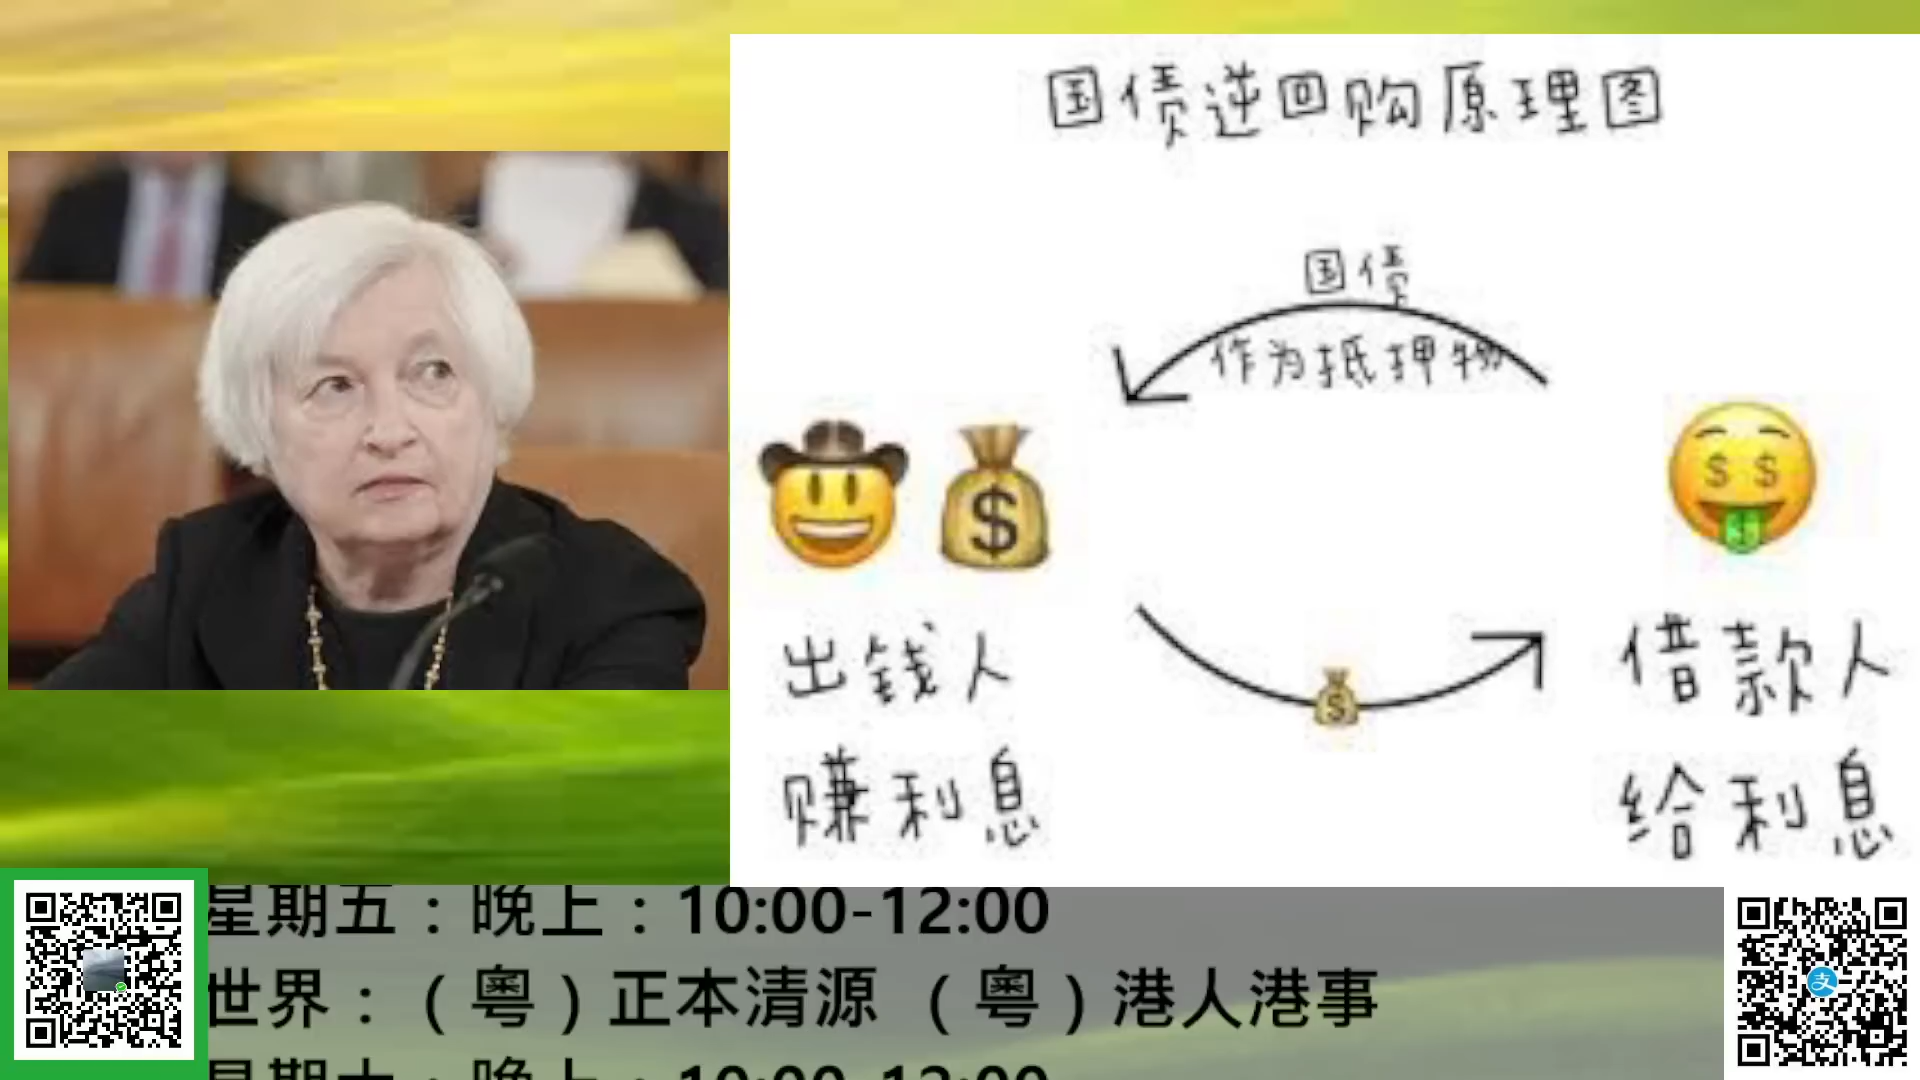 国债逆回购原理图
国债
作为抵押物
出钱人
借款人
赚利息
给利息
星期五：晚上：10:00-12:00
世界：（粤）正本清源 （粤）港人港事